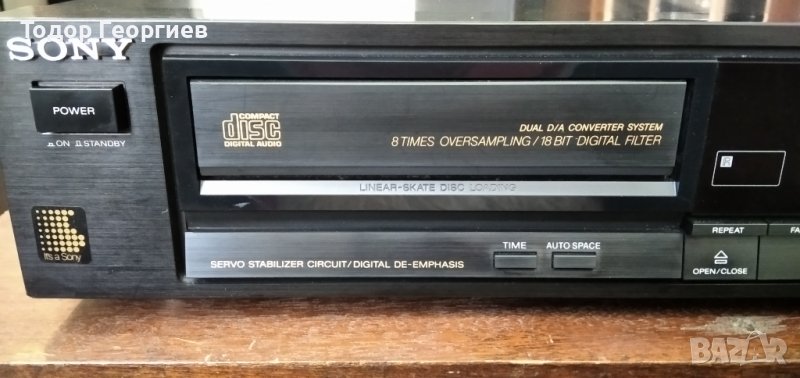 Тодор Георгиев
SONY
POWER
ON STANDBY
It's a Sony
COMPACT
disc
DIGITAL AUDIO
DUAL D/A CONVERTER SYSTEM
8 TIMES OVERSAMPLING / 18 BIT DIGITAL FILTER
LINEAR-SKATE DISC LOADING
SERVO STABILIZER CIRCUIT/DIGITAL DE-EMPHASIS
TIME AUTO SPACE
REPEAT FA
OPEN/CLOSE
BAZAR